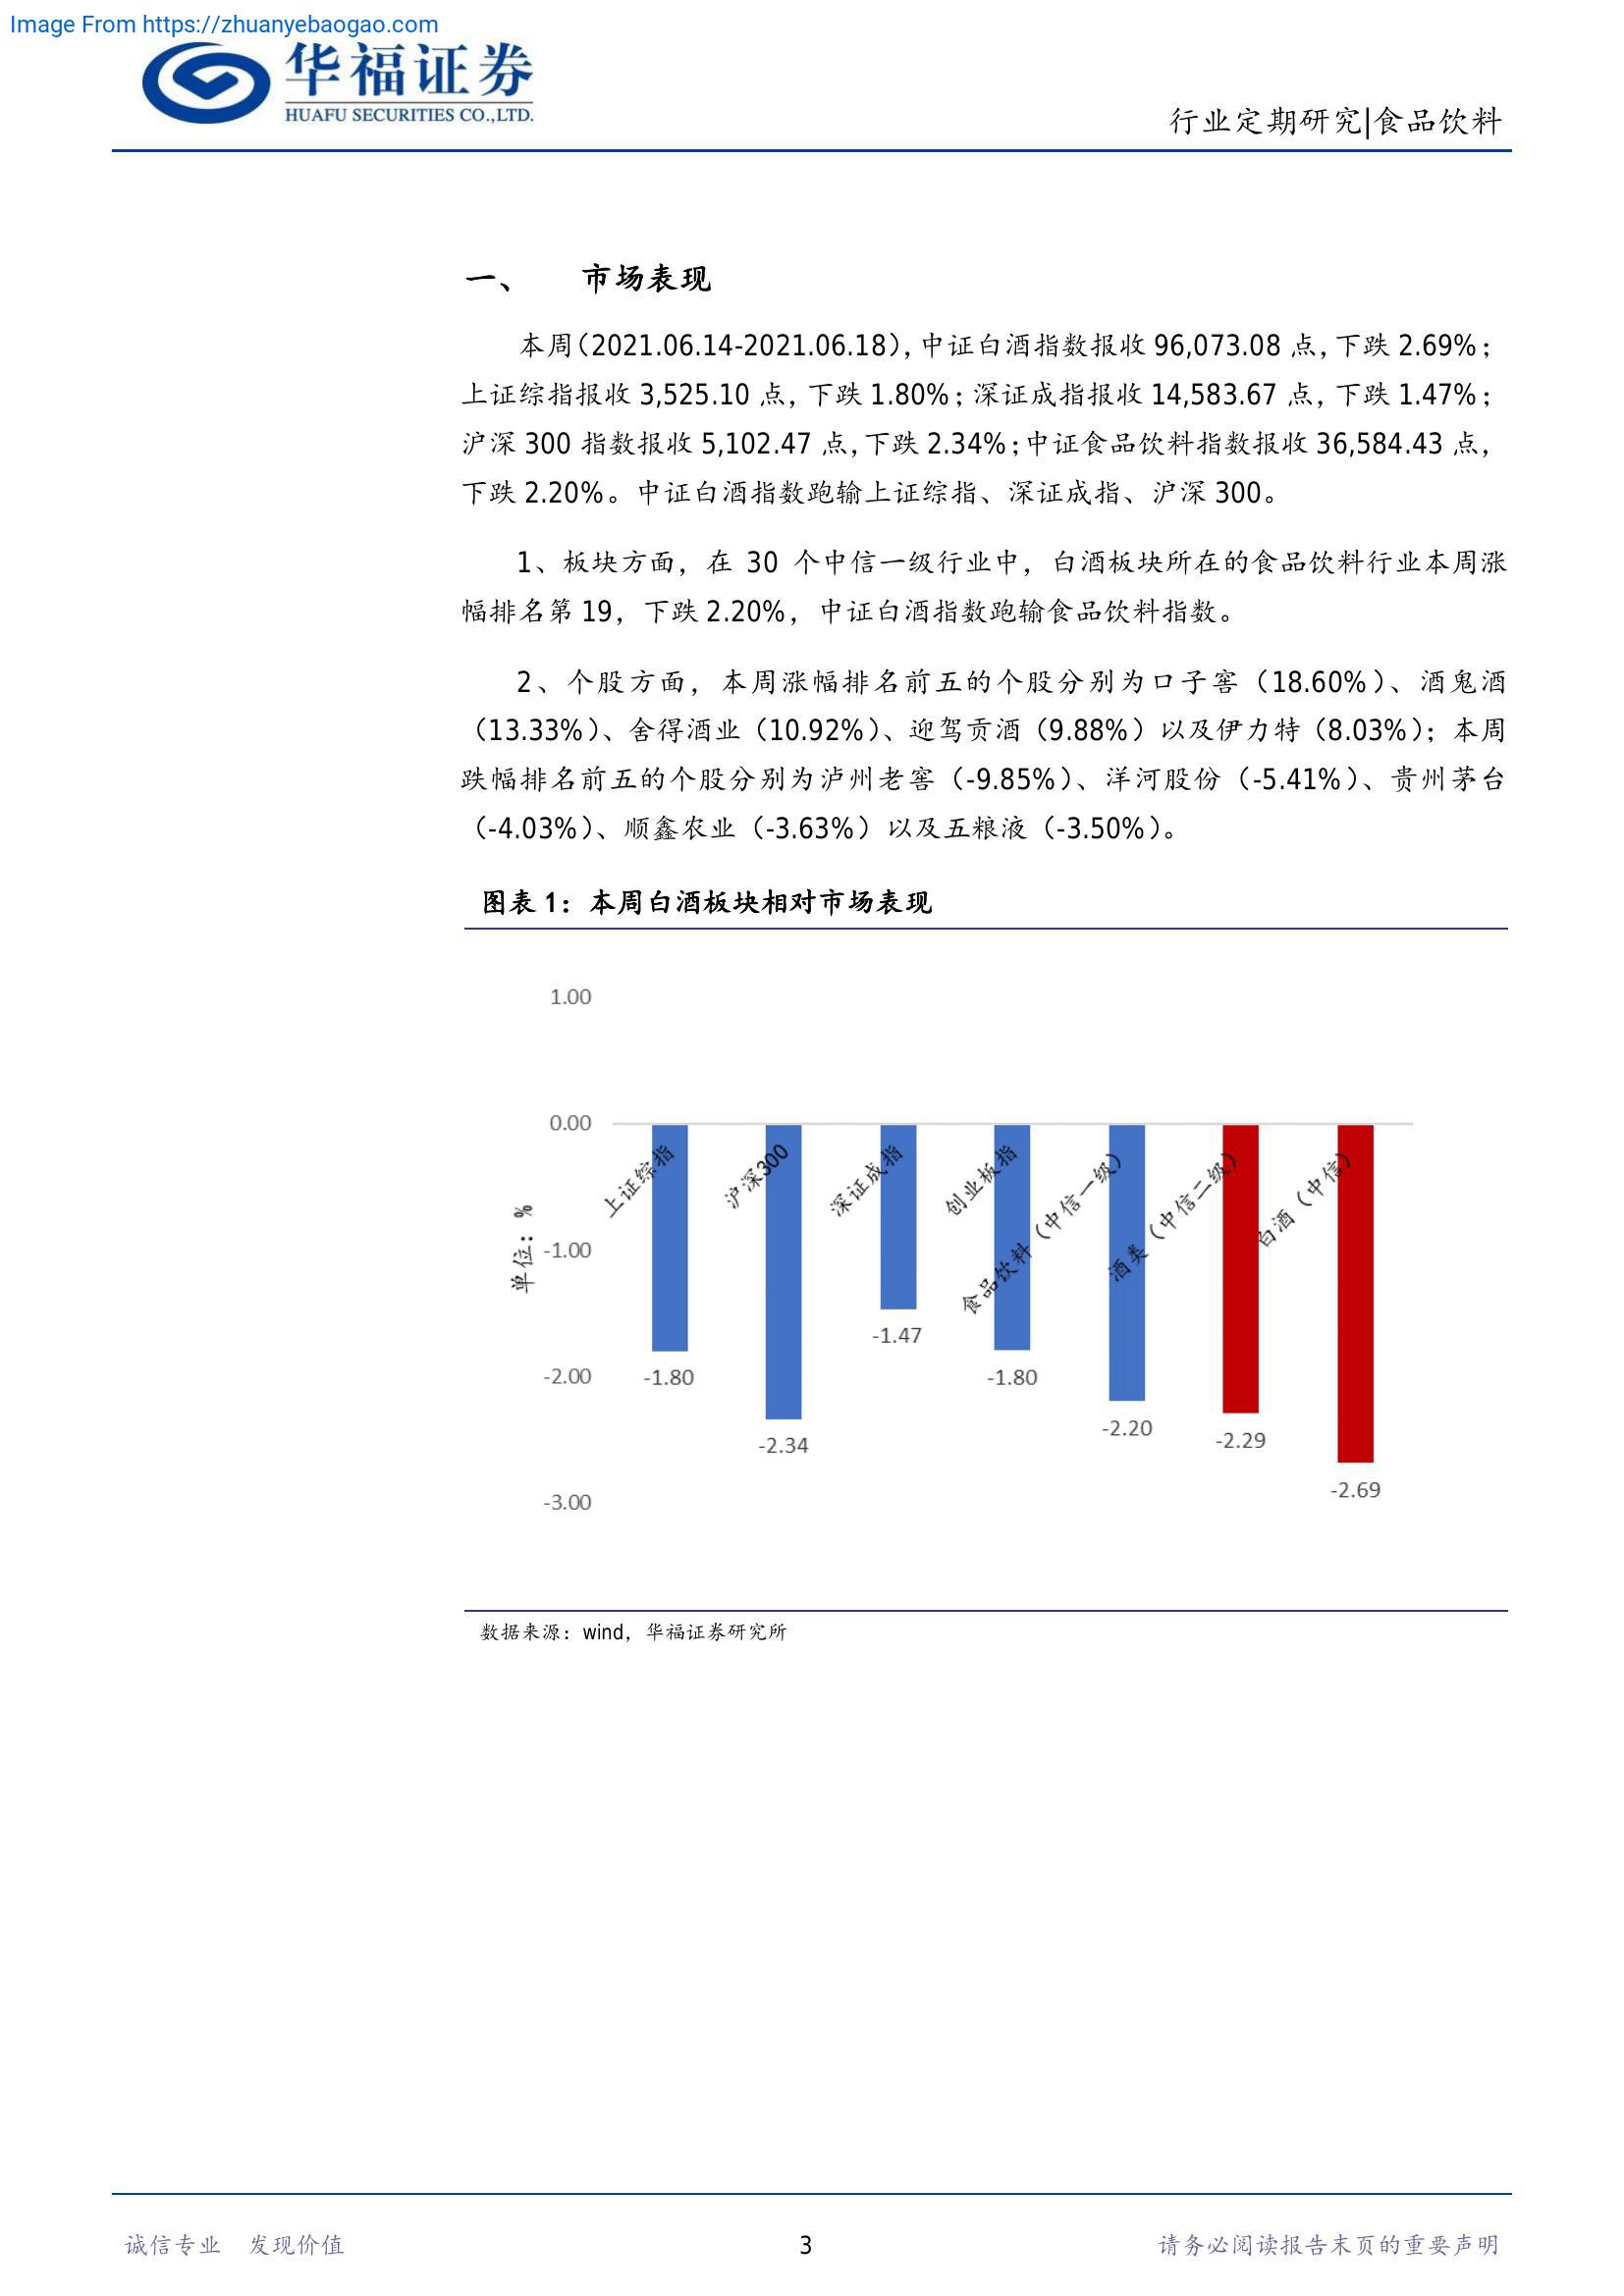 Image From https://zhuanyebaogao.com
华福证券
HUAFU SECURITIES CO.,LTD.
行业定期研究|食品饮料
一、 市场表现
本周（2021.06.14-2021.06.18），中证白酒指数报收 96,073.08 点，下跌 2.69%；
上证综指报收 3,525.10 点，下跌 1.80%；深证成指报收 14,583.67 点，下跌 1.47%；
沪深 300 指数报收 5,102.47 点，下跌 2.34%；中证食品饮料指数报收 36,584.43 点，
下跌 2.20%。中证白酒指数跑输上证综指、深证成指、沪深 300。
1、板块方面，在 30 个中信一级行业中，白酒板块所在的食品饮料行业本周涨
幅排名第 19，下跌 2.20%，中证白酒指数跑输食品饮料指数。
2、个股方面，本周涨幅排名前五的个股分别为口子窖（18.60%）、酒鬼酒
（13.33%）、舍得酒业（10.92%）、迎驾贡酒（9.88%）以及伊力特（8.03%）；本周
跌幅排名前五的个股分别为泸州老窖（-9.85%）、洋河股份（-5.41%）、贵州茅台
（-4.03%）、顺鑫农业（-3.63%）以及五粮液（-3.50%）。
图表 1：本周白酒板块相对市场表现
1.00
0.00
-1.00
-2.00
-3.00
单位：%
上证综指
沪深300
深证成指
创业板指
食品饮料（中信一级）
酒类（中信二级）
白酒（中信）
-1.80
-2.34
-1.47
-1.80
-2.20
-2.29
-2.69
数据来源：wind，华福证券研究所
诚信专业 发现价值
3
请务必阅读报告末页的重要声明